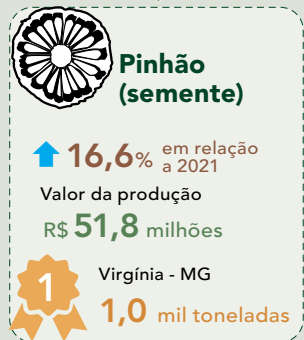 Pinhão
(semente)
16,6% em relação
a 2021
Valor da produção
R$ 51,8 milhões
1
Virgínia - MG
1,0 mil toneladas